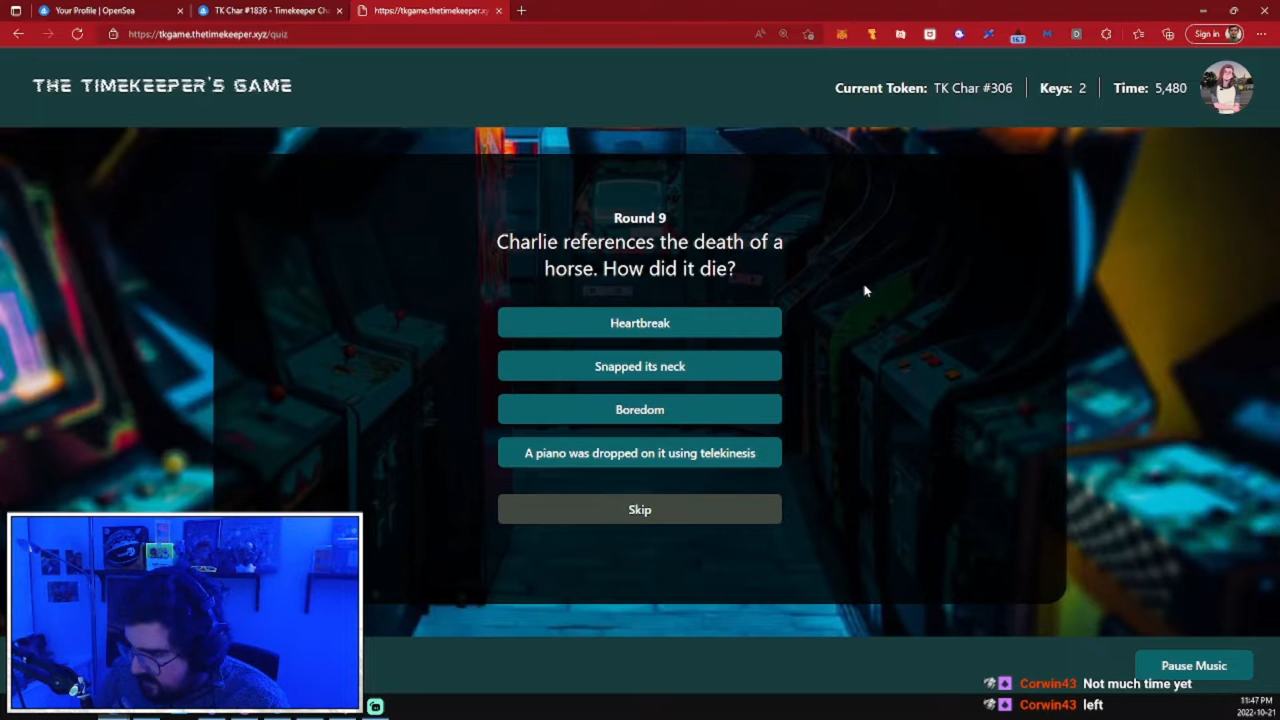 Your Profile | OpenSea
TK Char #1836 - Timekeeper Ch
https://tkgame.thetimekeeper.xy
https://tkgame.thetimekeeper.xyz/quiz
Sign in
THE TIMEKEEPER'S GAME
Current Token: TK Char #306
Keys: 2
Time: 5,480
Round 9
Charlie references the death of a
horse. How did it die?
Heartbreak
Snapped its neck
Boredom
A piano was dropped on it using telekinesis
Skip
Pause Music
Corwin43 Not much time yet
Corwin43 left
11:47 PM
2022-10-21